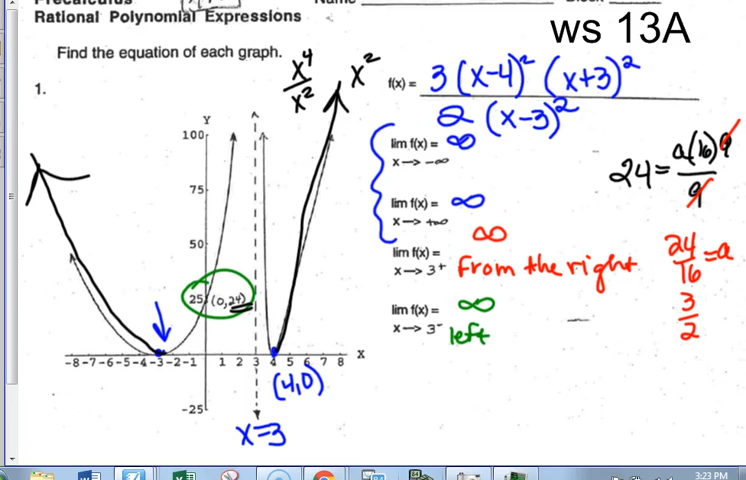 Precalculus
Rational Polynomial Expressions
ws 13A
Find the equation of each graph.
1.
x⁴
x²
x²
f(x) = 3 (x-4)² (x+3)²
2 (x-3)²
Y
100
75
50
25 (0,24)
-25
-8 -7 -6 -5 -4 -3 -2 -1 1 2 3 4 5 6 7 8 X
(4,0)
x=3
lim f(x) = ∞
x → -∞
lim f(x) = ∞
x → +∞
lim f(x) = ∞
x → 3⁺ from the right
lim f(x) = ∞
x → 3⁻ left
24 = a(16)9
9
24 = a
16
3
2
3:23 PM